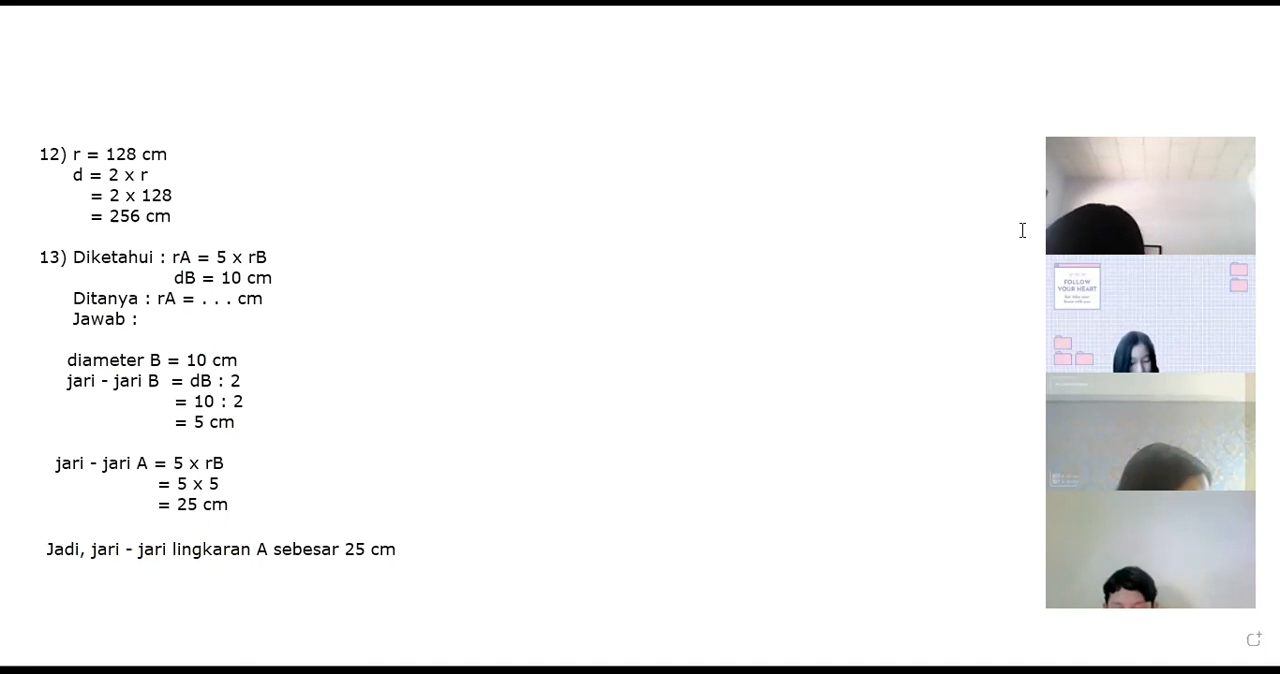 12) r = 128 cm
d = 2 x r
= 2 x 128
= 256 cm
13) Diketahui : rA = 5 x rB
dB = 10 cm
Ditanya : rA = . . . cm
Jawab :
diameter B = 10 cm
jari - jari B = dB : 2
= 10 : 2
= 5 cm
jari - jari A = 5 x rB
= 5 x 5
= 25 cm
Jadi, jari - jari lingkaran A sebesar 25 cm
FOLLOW
YOUR HEART